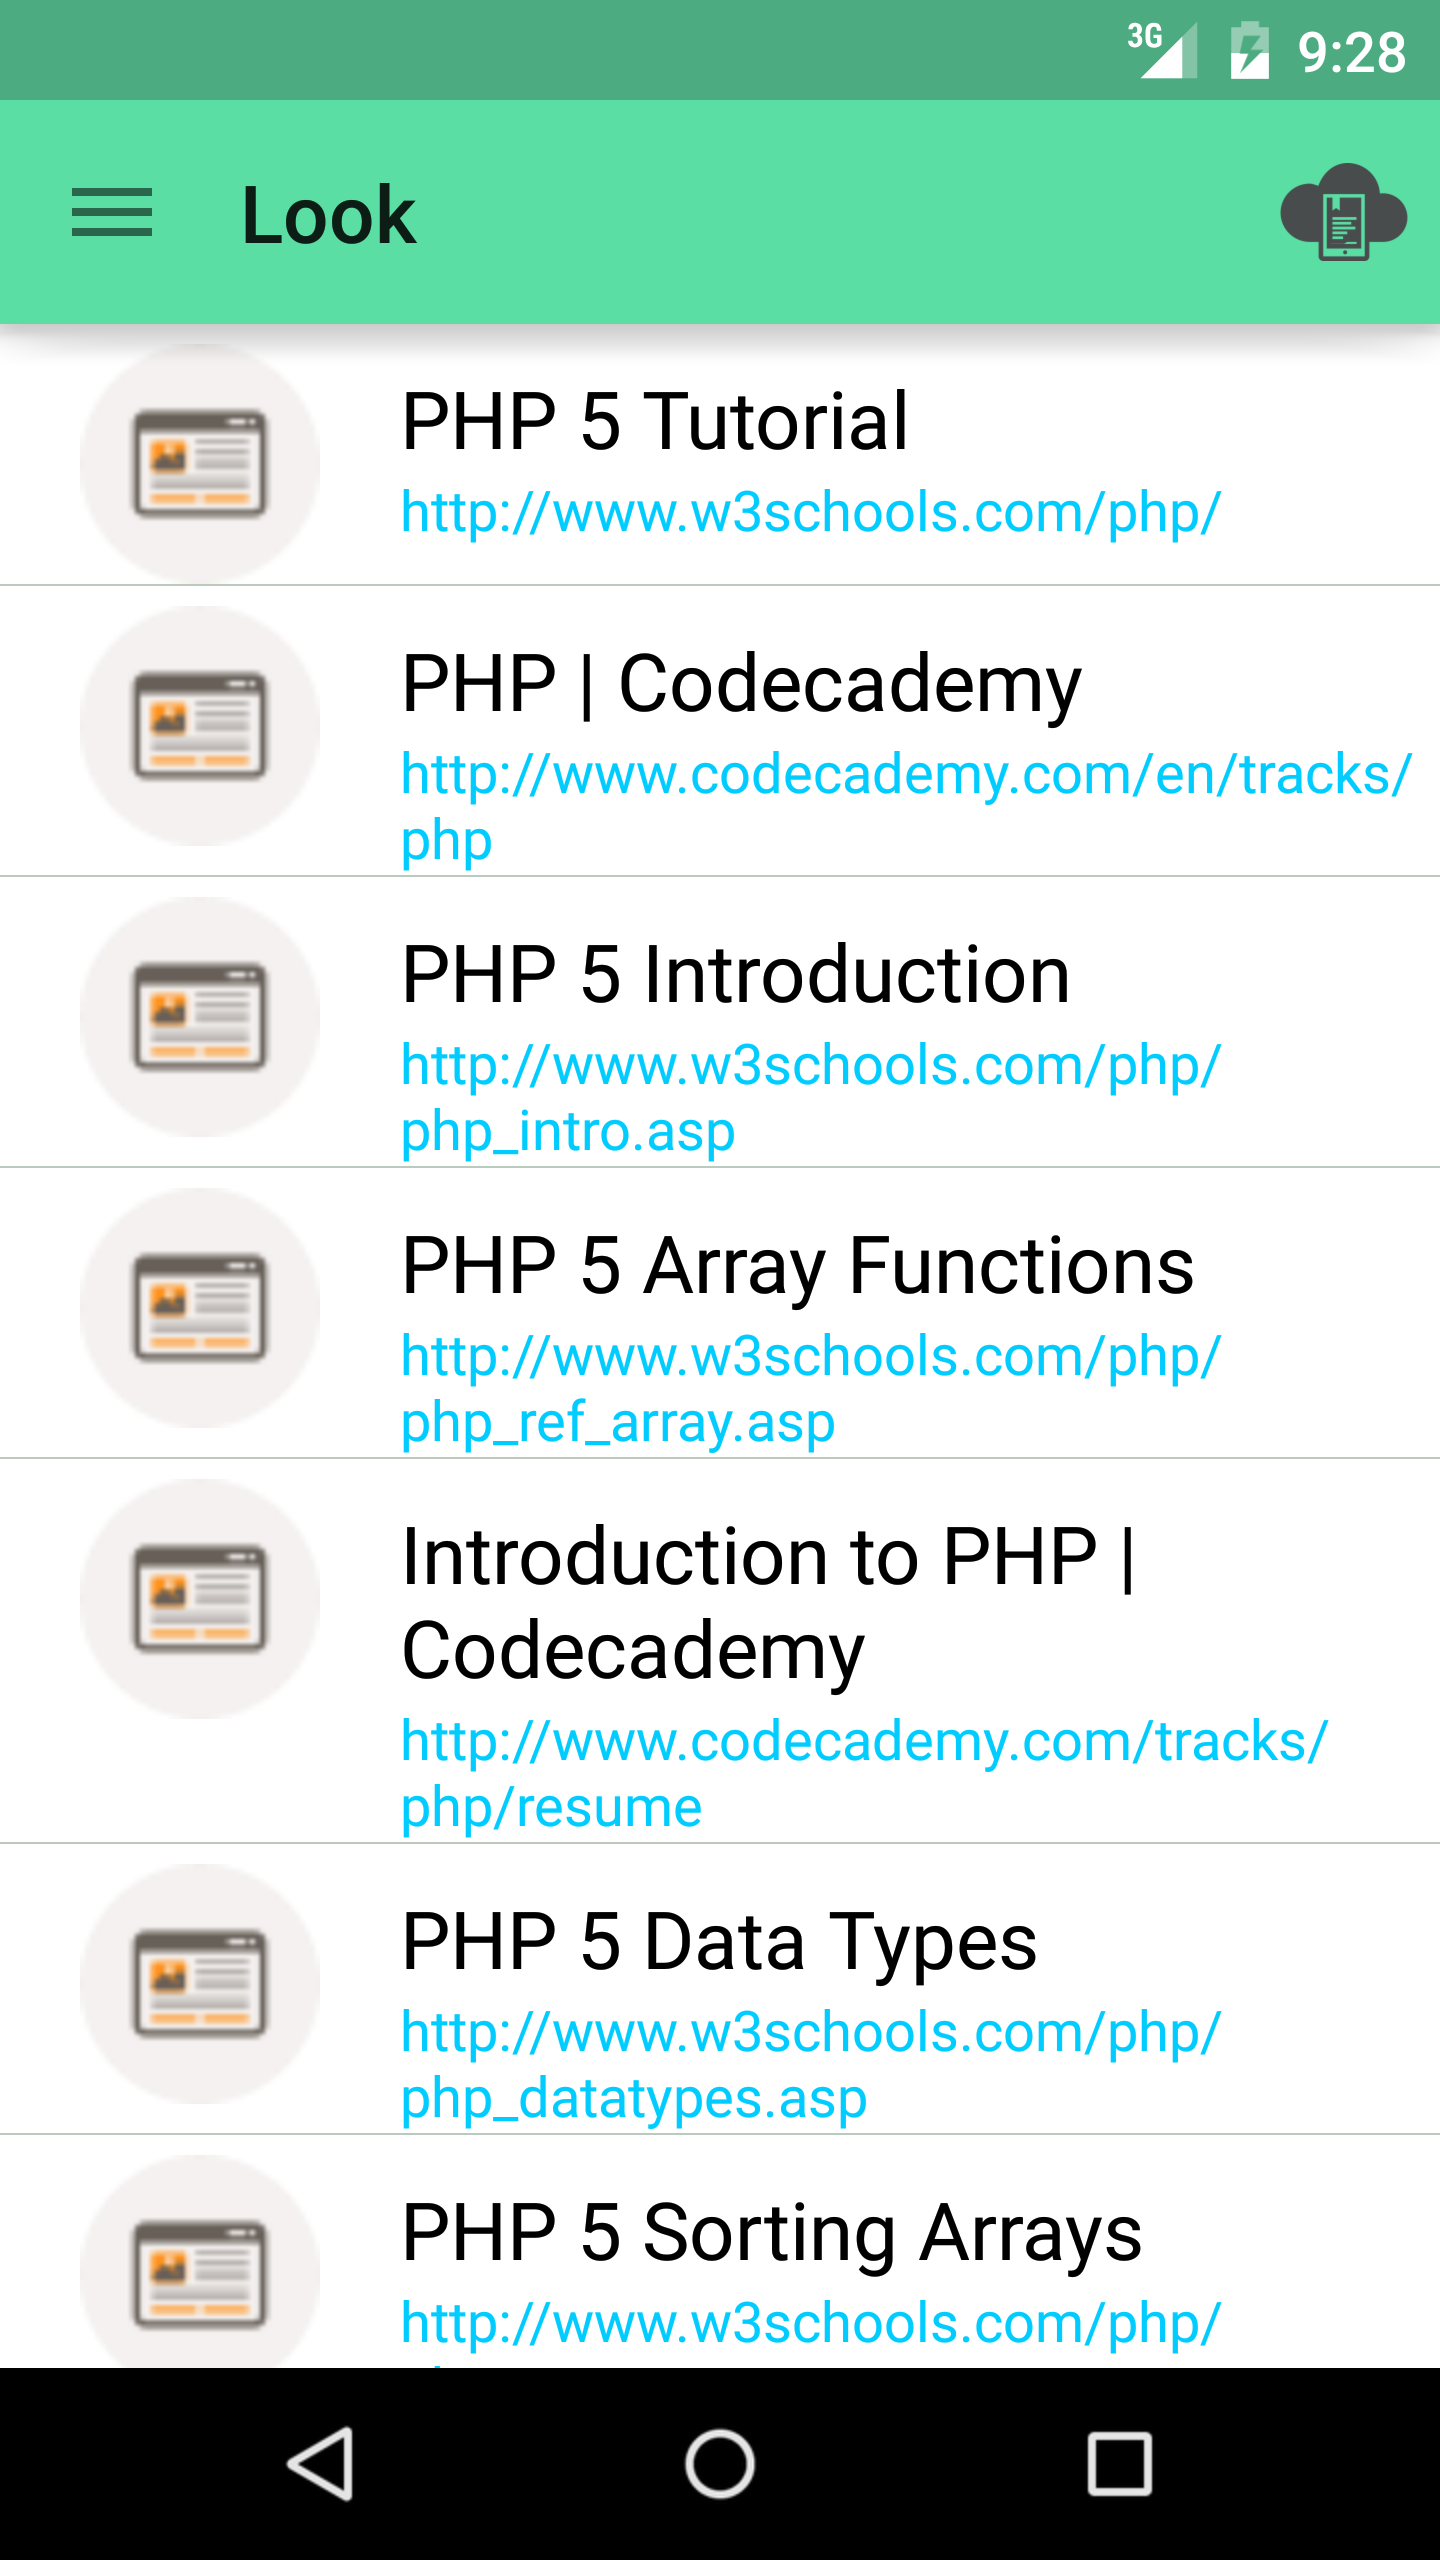 3G 9:28
Look
PHP 5 Tutorial
http://www.w3schools.com/php/
PHP | Codecademy
http://www.codecademy.com/en/tracks/
php
PHP 5 Introduction
http://www.w3schools.com/php/
php_intro.asp
PHP 5 Array Functions
http://www.w3schools.com/php/
php_ref_array.asp
Introduction to PHP |
Codecademy
http://www.codecademy.com/tracks/
php/resume
PHP 5 Data Types
http://www.w3schools.com/php/
php_datatypes.asp
PHP 5 Sorting Arrays
http://www.w3schools.com/php/